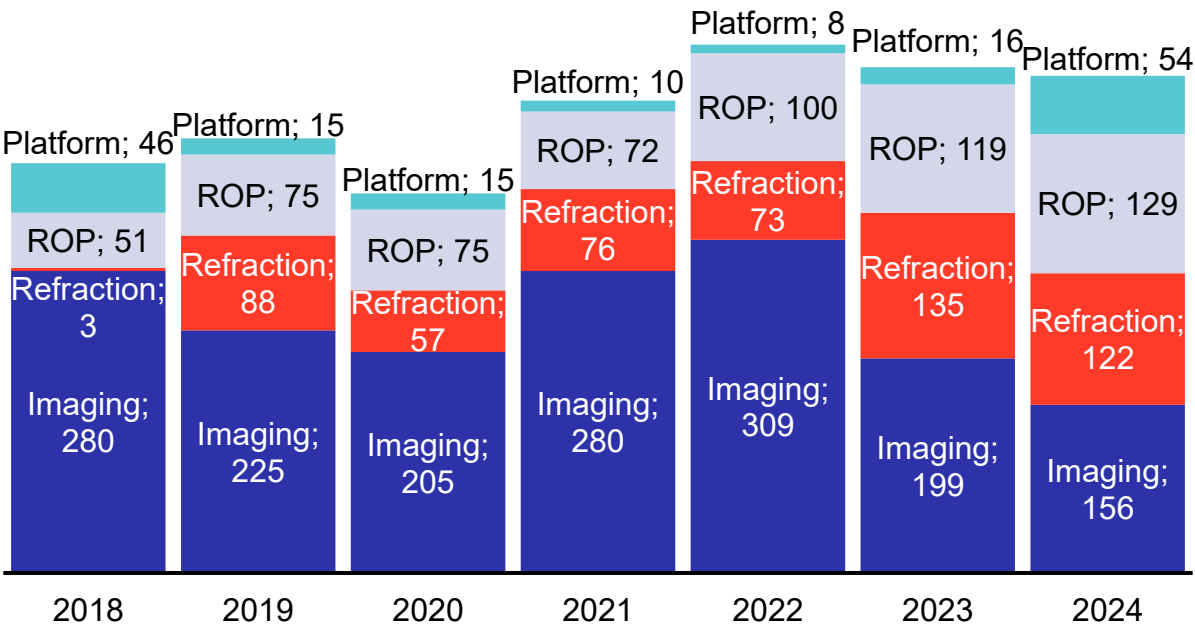 Platform; 46
ROP; 51
Refraction;
3
Imaging;
280
Platform; 15
ROP; 75
Refraction;
88
Imaging;
225
Platform; 15
ROP; 75
Refraction;
57
Imaging;
205
Platform; 10
ROP; 72
Refraction;
76
Imaging;
280
Platform; 8
ROP; 100
Refraction;
73
Imaging;
309
Platform; 16
ROP; 119
Refraction;
135
Imaging;
199
Platform; 54
ROP; 129
Refraction;
122
Imaging;
156
2018 2019 2020 2021 2022 2023 2024